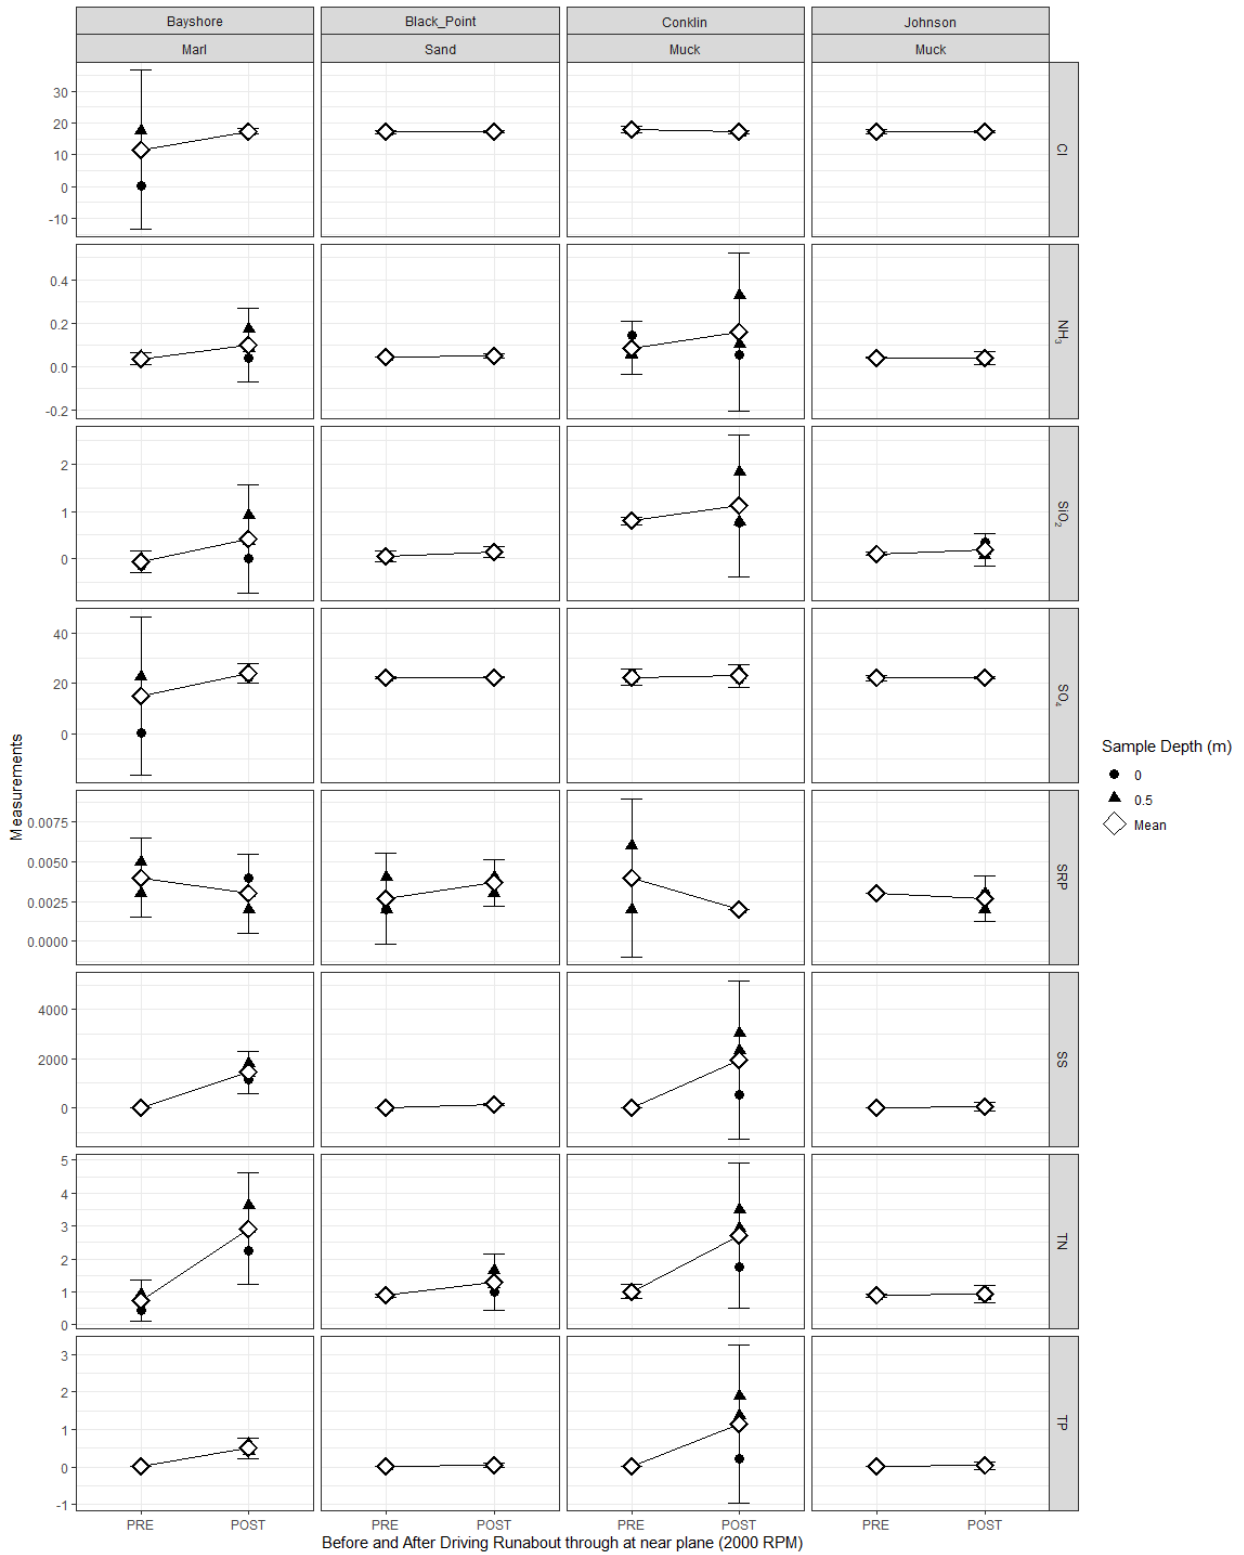 Bayshore
Black_Point
Conklin
Johnson
Marl
Sand
Muck
Muck
30
20
10
0
-10
Cl
0.4
0.2
0.0
-0.2
NH₃
2
1
0
SiO₂
40
20
0
SO₄
0.0075
0.0050
0.0025
0.0000
SRP
4000
2000
0
SS
5
4
3
2
1
0
TN
3
2
1
0
-1
TP
Measurements
PRE POST
PRE POST
PRE POST
PRE POST
Before and After Driving Runabout through at near plane (2000 RPM)
Sample Depth (m)
0
0.5
Mean